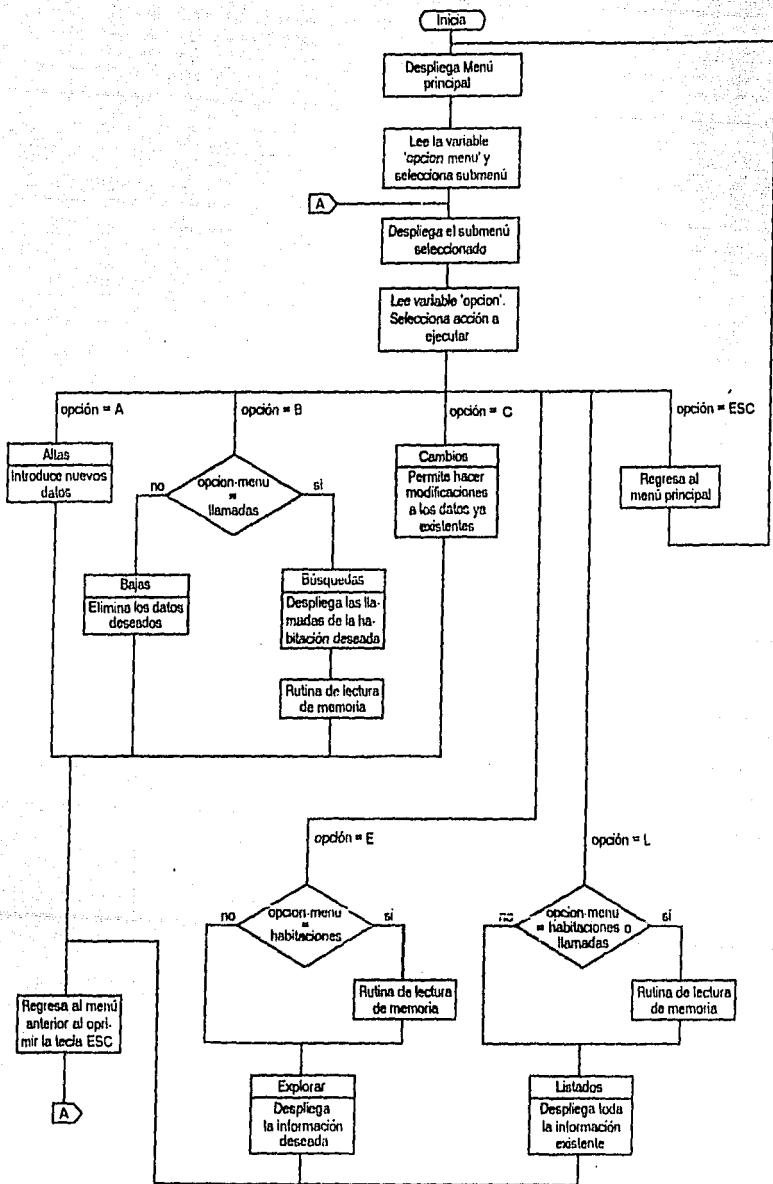 Inicia
Despliega Menú
principal
Lee la variable
'opcion menu' y
selecciona submenú
A
Despliega el submenú
seleccionado
Lee variable 'opcion'.
Selecciona acción a
ejecutar
opción = A
opción = B
opción = C
opción = ESC
Altas
Introduce nuevos
datos
no
opcion-menu
=
llamadas
si
Cambios
Permite hacer
modificaciones
a los datos ya
existentes
Regresa al
menú principal
Bajas
Elimina los datos
deseados
Búsquedas
Despliega las lla-
madas de la ha-
bitación deseada
Rutina de lectura
de memoria
opción = E
opción = L
no
opcion-menu
=
habitaciones
si
no
opcion-menu
= habitaciones o
llamadas
si
Rutina de lectura
de memoria
Rutina de lectura
de memoria
Regresa al menú
anterior al opri-
mir la tecla ESC
A
Explorar
Despliega
la información
deseada
Listados
Despliega toda
la información
existente